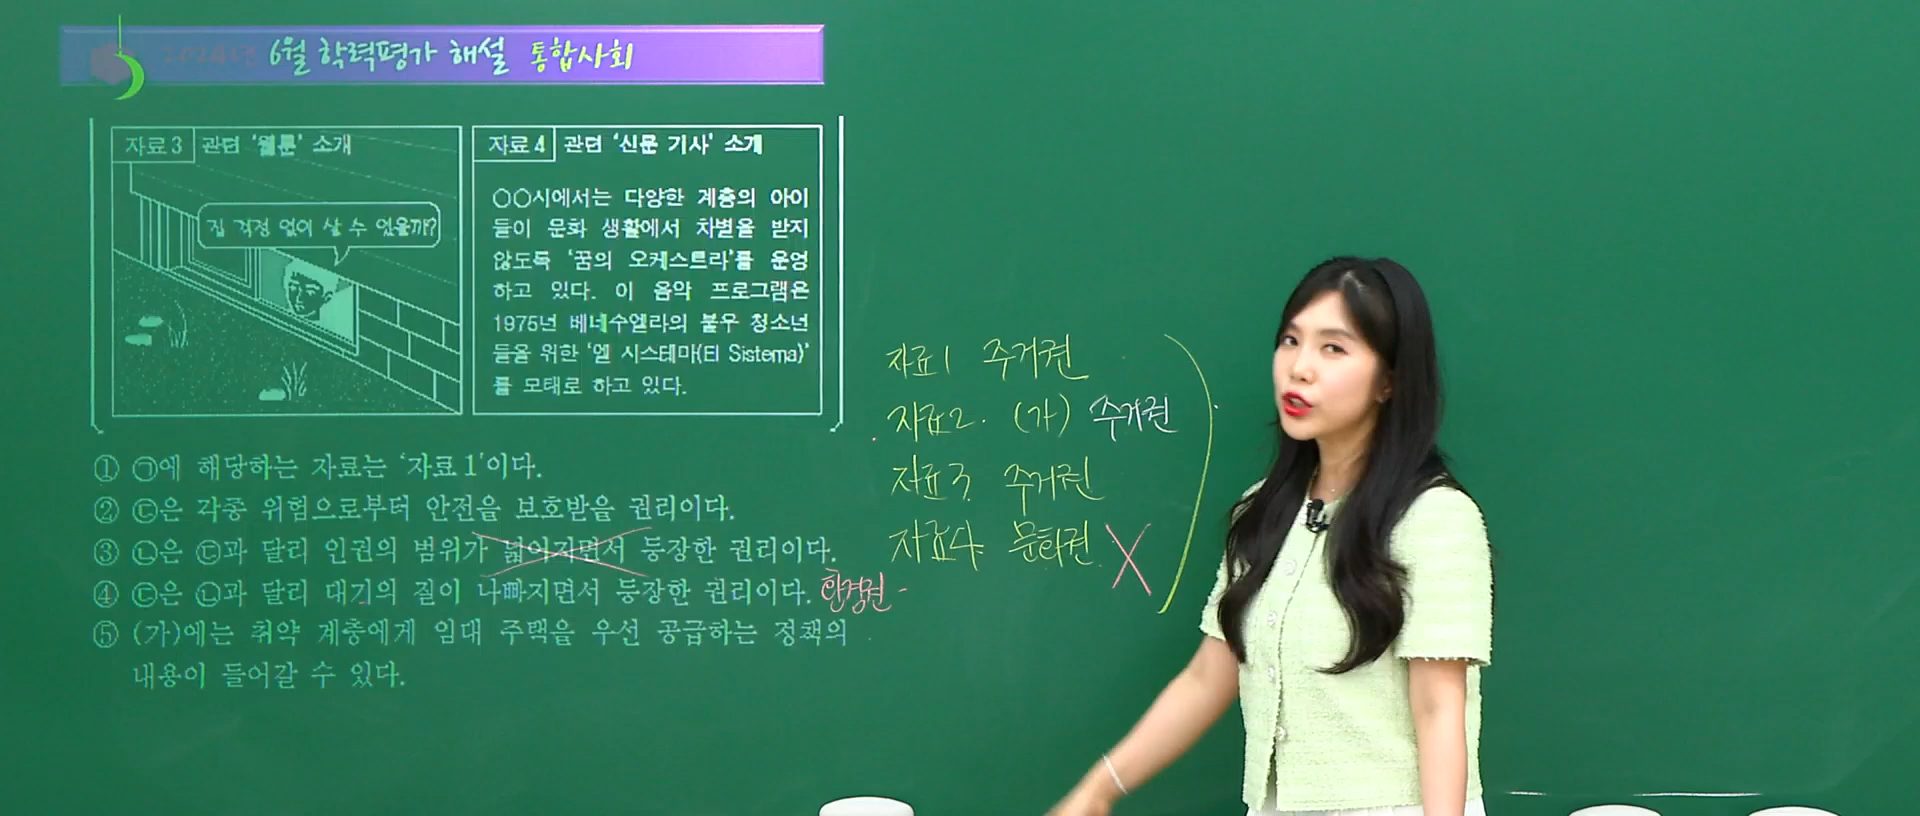 2024년 6월 학력평가 해설 통합사회
자료 3 관련 '웹툰' 소개
집 걱정 없이 살 수 있을까?
자료 4 관련 '신문 기사' 소개
○○시에서는 다양한 계층의 아이
들이 문화 생활에서 차별을 받지
않도록 '꿈의 오케스트라'를 운영
하고 있다. 이 음악 프로그램은
1975년 베네수엘라의 불우 청소년
들을 위한 '엘 시스테마(El Sistema)'
를 모태로 하고 있다.
① ㉠에 해당하는 자료는 '자료 1'이다.
② ㉢은 각종 위험으로부터 안전을 보호받을 권리이다.
③ ㉡은 ㉢과 달리 인권의 범위가 넓어지면서 등장한 권리이다.
④ ㉢은 ㉡과 달리 대기의 질이 나빠지면서 등장한 권리이다. 환경권
⑤ (가)에는 취약 계층에게 임대 주택을 우선 공급하는 정책의
내용이 들어갈 수 있다.
자료1 주거권
자료2. (가) 주거권
자료3 주거권
자료4 문화권 X